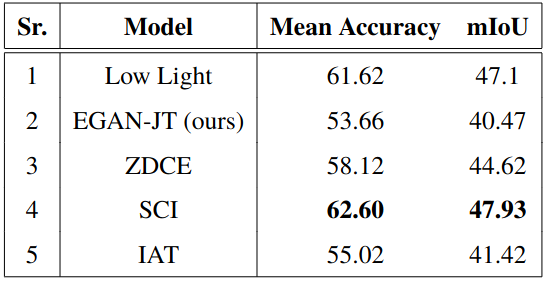 Sr. Model Mean Accuracy mIoU
1 Low Light 61.62 47.1
2 EGAN-JT (ours) 53.66 40.47
3 ZDCE 58.12 44.62
4 SCI 62.60 47.93
5 IAT 55.02 41.42